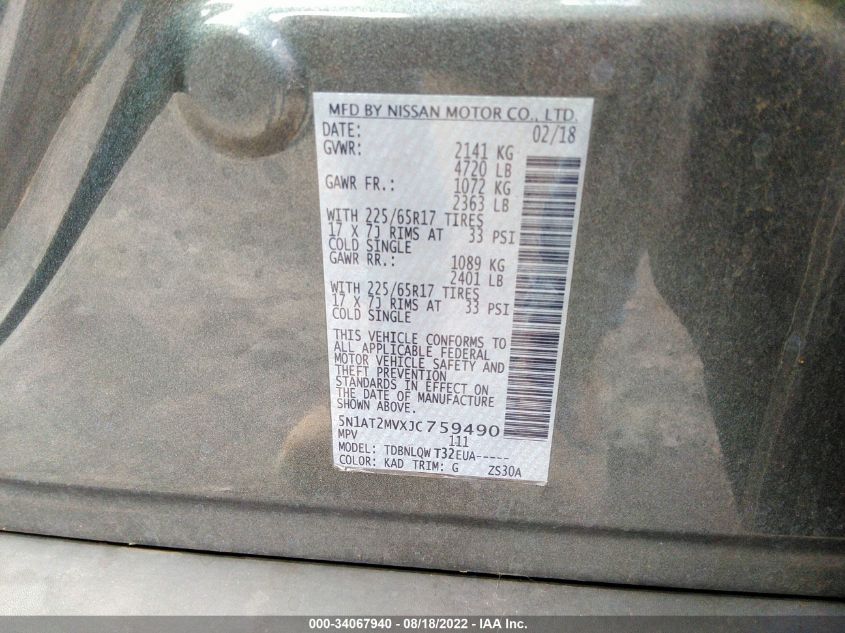 MFD BY NISSAN MOTOR CO., LTD.
DATE: 02/18
GVWR: 2141 KG
4720 LB
GAWR FR.: 1072 KG
2363 LB
WITH 225/65R17 TIRES
17 X 7J RIMS AT 33 PSI
COLD SINGLE
GAWR RR.: 1089 KG
2401 LB
WITH 225/65R17 TIRES
17 X 7J RIMS AT 33 PSI
COLD SINGLE
THIS VEHICLE CONFORMS TO
ALL APPLICABLE FEDERAL
MOTOR VEHICLE SAFETY AND
THEFT PREVENTION
STANDARDS IN EFFECT ON
THE DATE OF MANUFACTURE
SHOWN ABOVE.
5N1AT2MVXJC759490
MPV 111
MODEL: TDBNLQW T32EUA-----
COLOR: KAD TRIM: G ZS30A
000-34067940 - 08/18/2022 - IAA Inc.